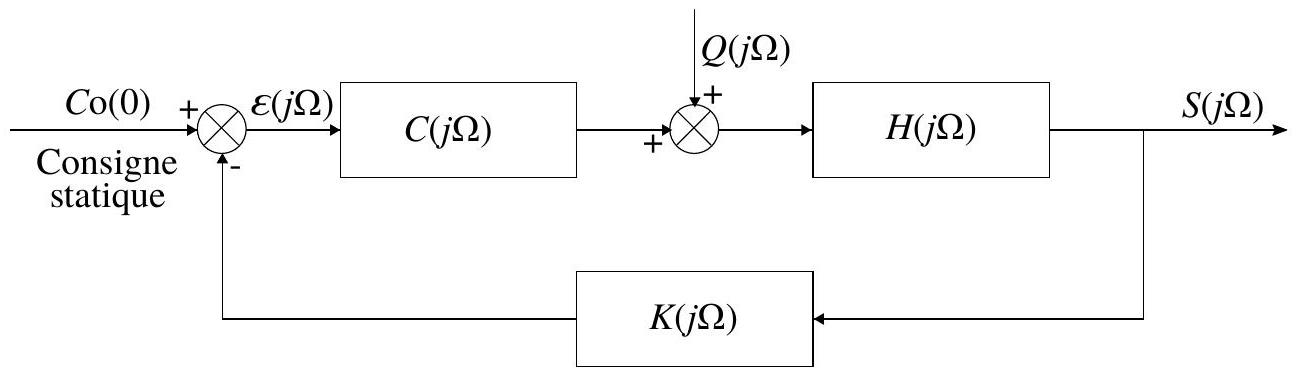 Q(jΩ)
Co(0)
+
ε(jΩ)
C(jΩ)
+
+
H(jΩ)
S(jΩ)
Consigne
statique
-
K(jΩ)